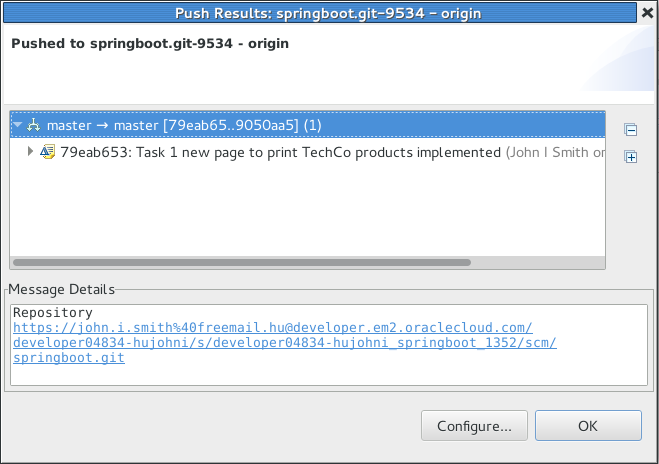 Push Results: springboot.git-9534 - origin
Pushed to springboot.git-9534 - origin
master → master [79eab65..9050aa5] (1)
79eab653: Task 1 new page to print TechCo products implemented (John I Smith or
Message Details
Repository
https://john.i.smith%40freemail.hu@developer.em2.oraclecloud.com/
developer04834-hujohni/s/developer04834-hujohni_springboot_1352/scm/
springboot.git
Configure... OK